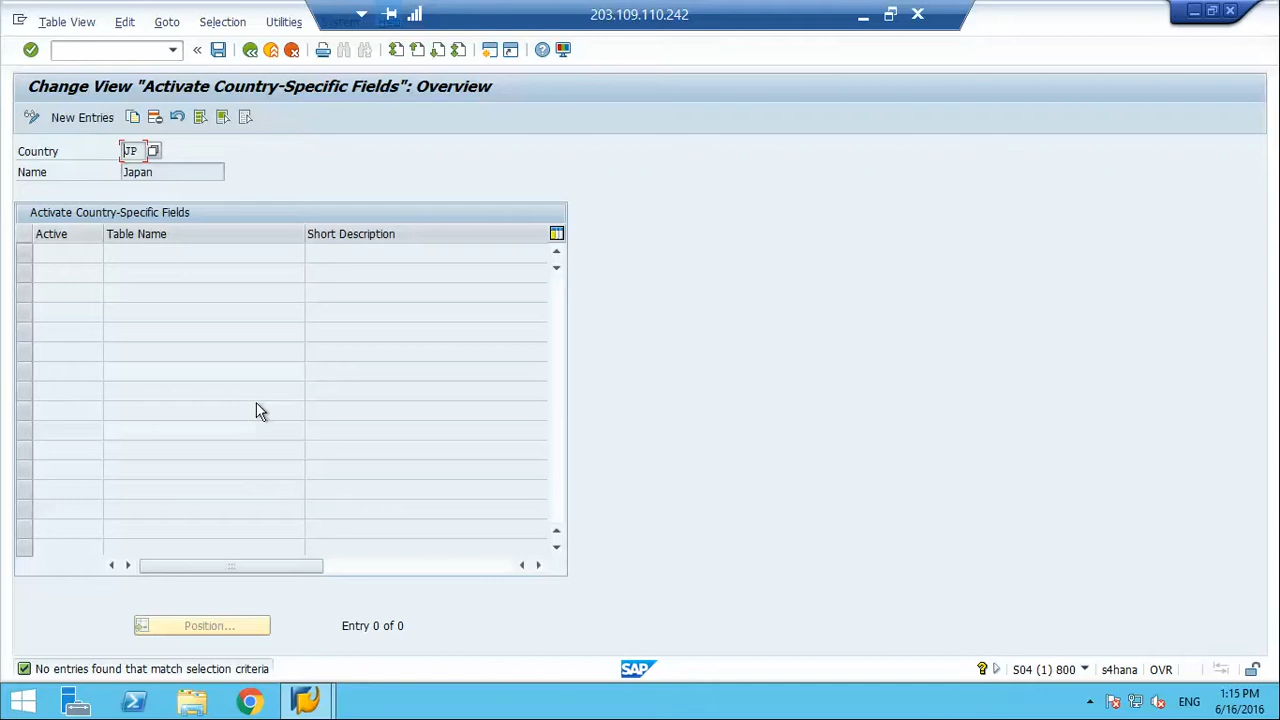 Table View Edit Goto Selection Utilities
203.109.110.242
Change View "Activate Country-Specific Fields": Overview
New Entries
Country JP
Name Japan
Activate Country-Specific Fields
Active Table Name Short Description
Position... Entry 0 of 0
No entries found that match selection criteria
SAP
S04 (1) 800 s4hana OVR
ENG
1:15 PM
6/16/2016